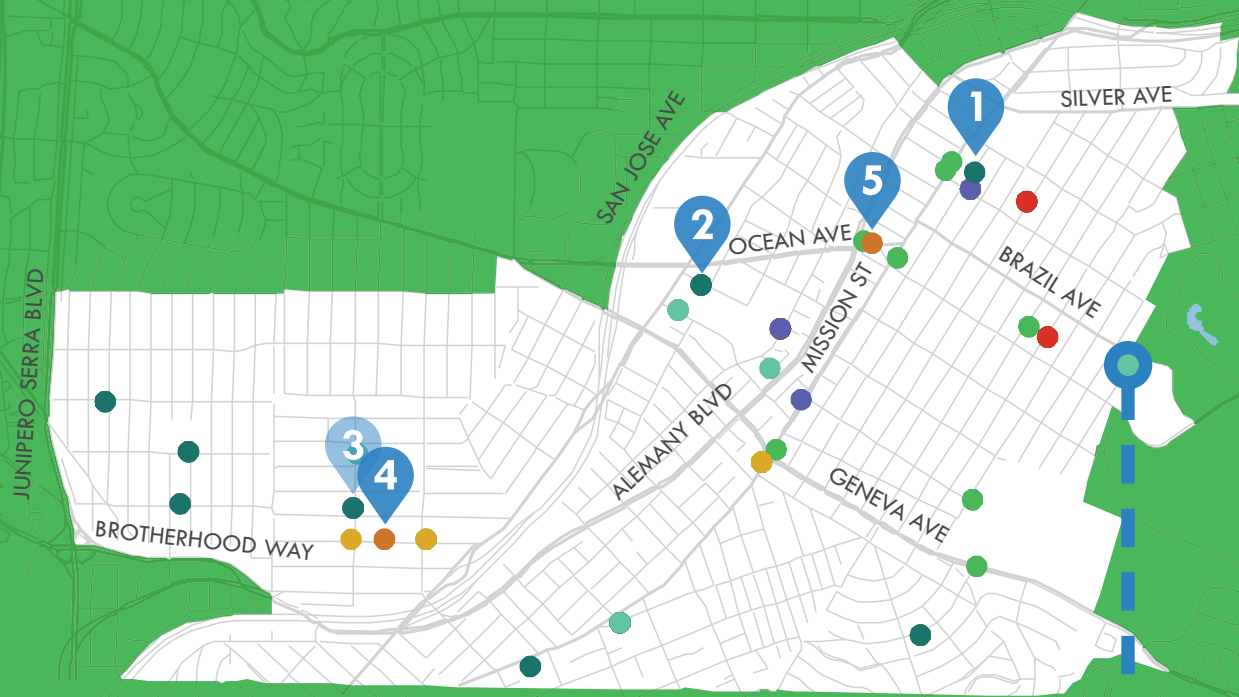 SILVER AVE
1
SAN JOSE AVE
5
2
OCEAN AVE
BRAZIL AVE
MISSION ST
JUNIPERO SERRA BLVD
ALEMANY BLVD
3
4
GENEVA AVE
BROTHERHOOD WAY